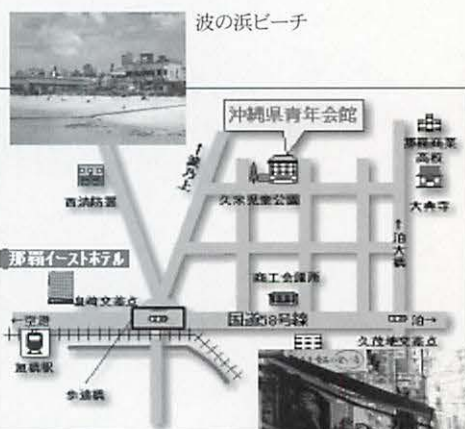 波の浜ビーチ
沖縄県青年会館
那覇商業
高校
西消防署
↑波乃上
久米児童公園
大典寺
↑泊大橋
那覇イーストホテル
商工会議所
泉崎交差点
←空港
国道58号線
泊→
旭橋駅
久茂地交差点
歩道橋